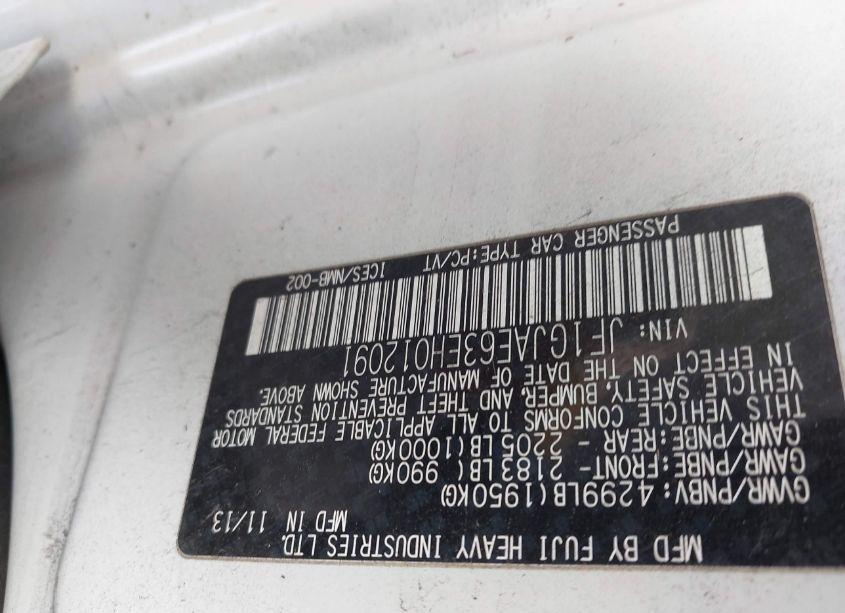 MFD BY FUJI HEAVY INDUSTRIES LTD.
MFD IN 11/13
GVWR/PNBV: 4299LB(1950KG)
GAWR/PNBE:FRONT- 2183LB( 990KG)
GAWR/PNBE:REAR - 2205LB(1000KG)
THIS VEHICLE CONFORMS TO ALL APPLICABLE FEDERAL MOTOR
VEHICLE SAFETY, BUMPER, AND THEFT PREVENTION STANDARDS
IN EFFECT ON THE DATE OF MANUFACTURE SHOWN ABOVE.
VIN: JF1GJAE63EH012091
PASSENGER CAR TYPE:PC/VT ICES/NMB-002